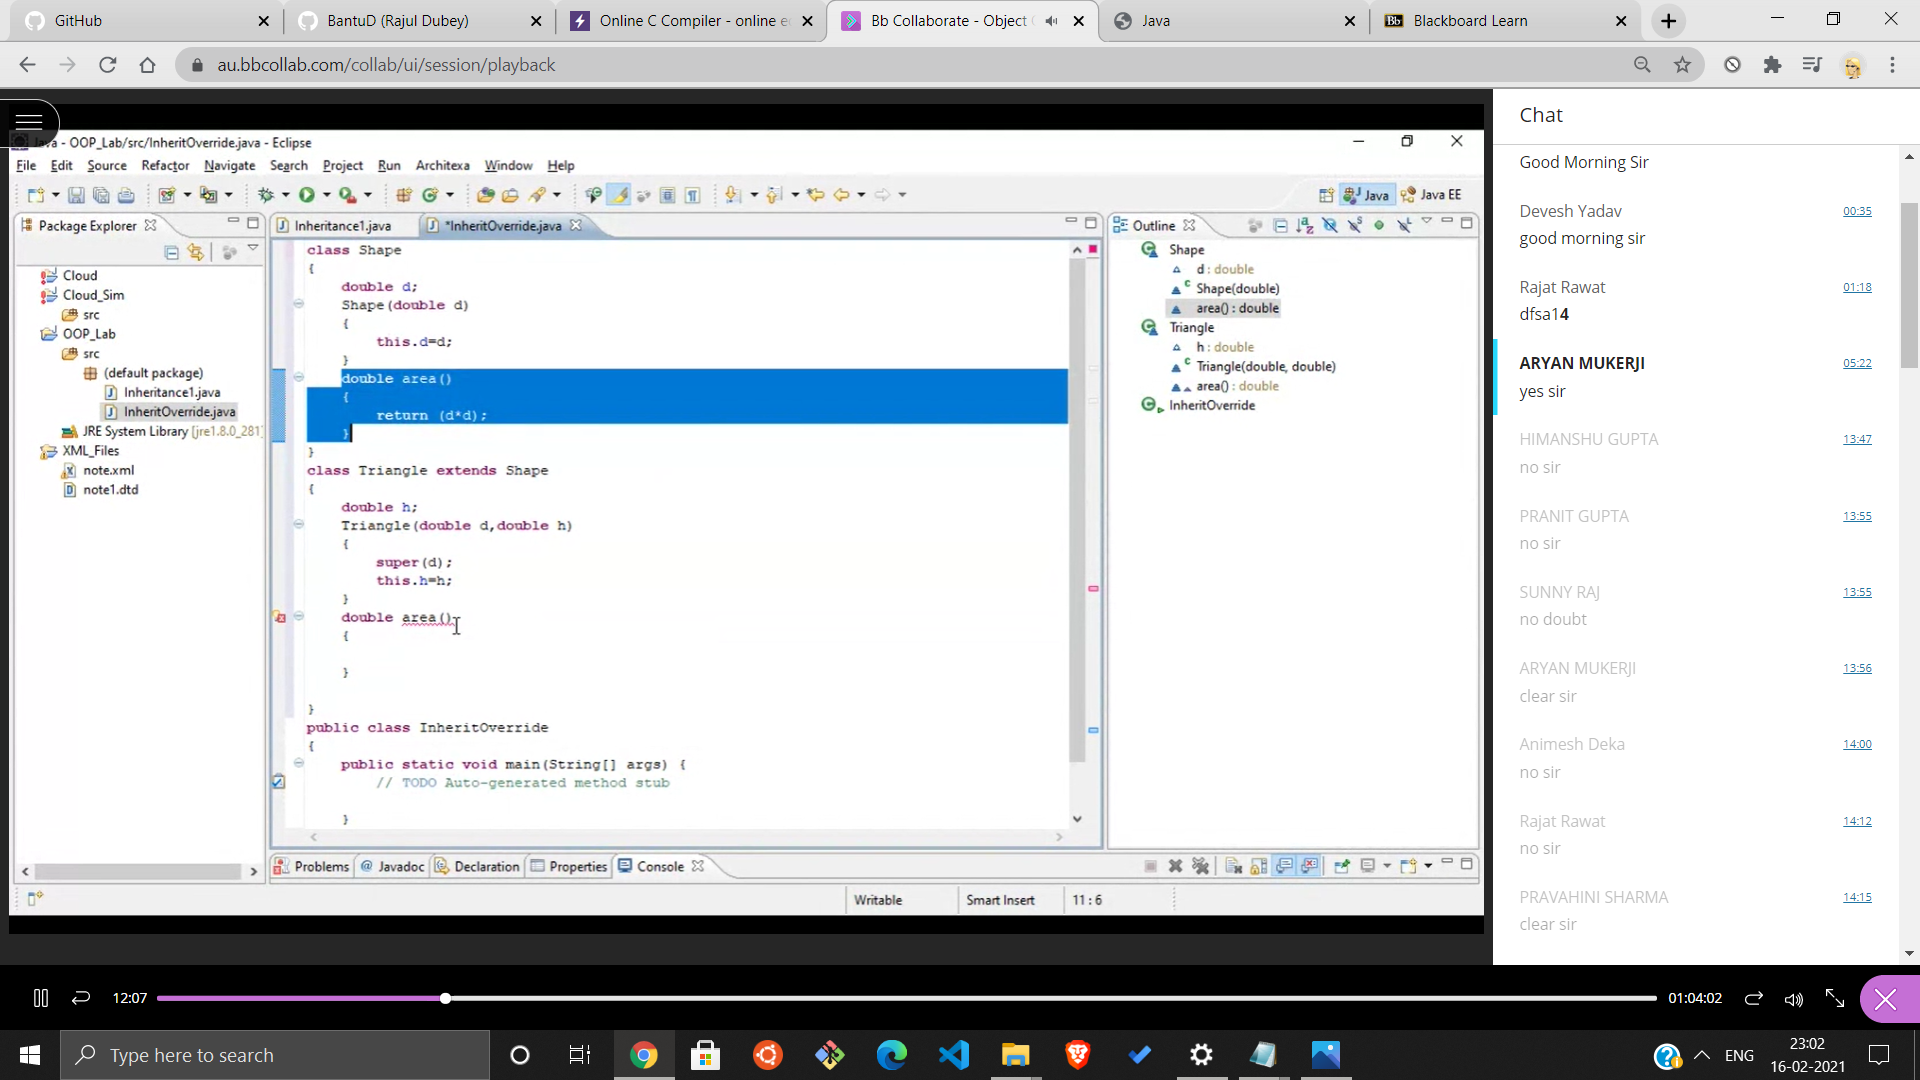 GitHub
BantuD (Rajul Dubey)
Online C Compiler - online e
Bb Collaborate - Object
Java
Bb
Blackboard Learn
au.bbcollab.com/collab/ui/session/playback
Java - OOP_Lab/src/InheritOverride.java - Eclipse
File Edit Source Refactor Navigate Search Project Run Architexa Window Help
Java
Java EE
Package Explorer
Cloud
Cloud_Sim
src
OOP_Lab
src
(default package)
Inheritance1.java
InheritOverride.java
JRE System Library [jre1.8.0_281]
XML_Files
note.xml
note1.dtd
Inheritance1.java
*InheritOverride.java
class Shape
{
double d;
Shape(double d)
{
this.d=d;
}
double area()
{
return (d*d);
}
}
class Triangle extends Shape
{
double h;
Triangle(double d,double h)
{
super(d);
this.h=h;
}
double area()
{
}
}
public class InheritOverride
{
public static void main(String[] args) {
// TODO Auto-generated method stub
}
Outline
Shape
d : double
Shape(double)
area() : double
Triangle
h : double
Triangle(double, double)
area() : double
InheritOverride
Problems @ Javadoc Declaration Properties Console
Writable Smart Insert 11 : 6
Chat
Good Morning Sir
Devesh Yadav 00:35
good morning sir
Rajat Rawat 01:18
dfsa14
ARYAN MUKERJI 05:22
yes sir
HIMANSHU GUPTA 13:47
no sir
PRANIT GUPTA 13:55
no sir
SUNNY RAJ 13:55
no doubt
ARYAN MUKERJI 13:56
clear sir
Animesh Deka 14:00
no sir
Rajat Rawat 14:12
no sir
PRAVAHINI SHARMA 14:15
clear sir
12:07
01:04:02
Type here to search
ENG
23:02
16-02-2021